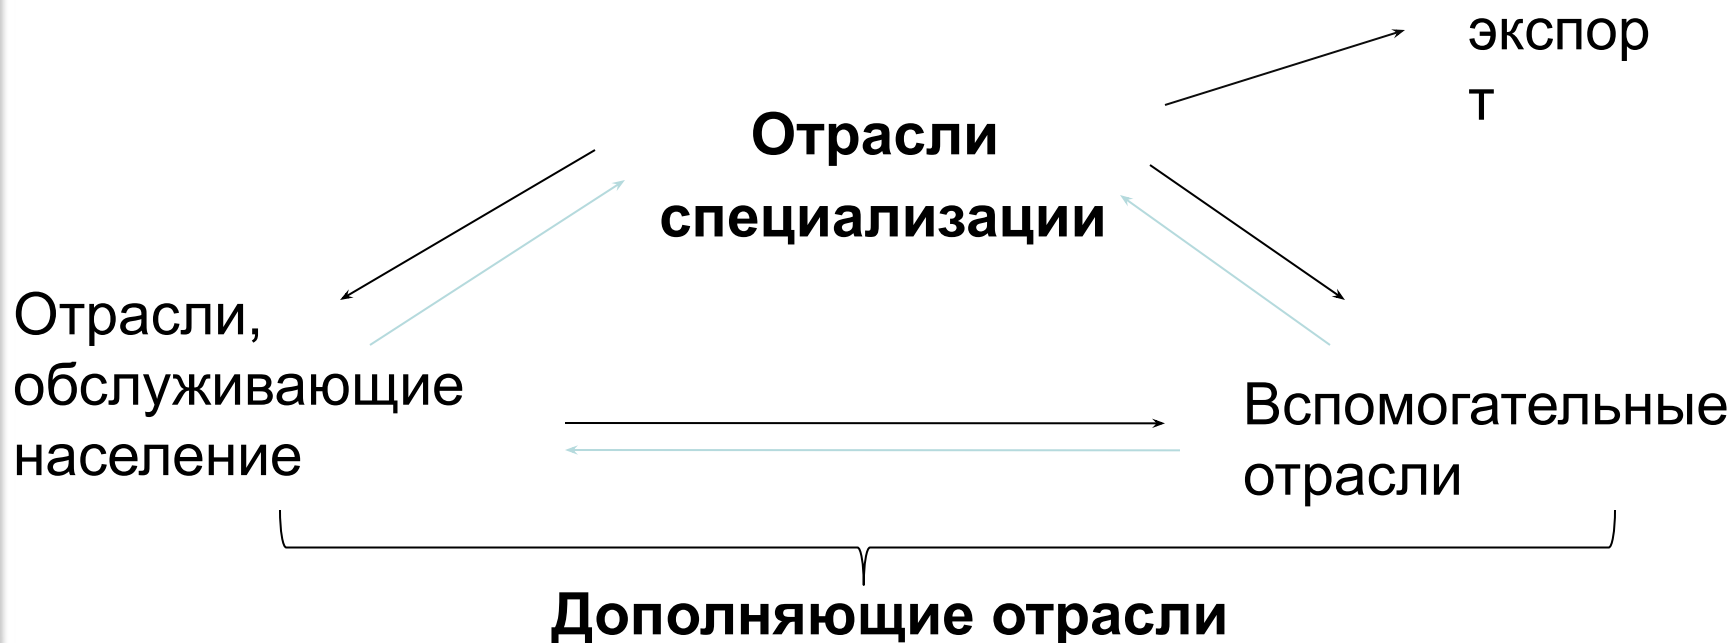 экспор
т
Отрасли
специализации
Отрасли,
обслуживающие
население
Вспомогательные
отрасли
Дополняющие отрасли